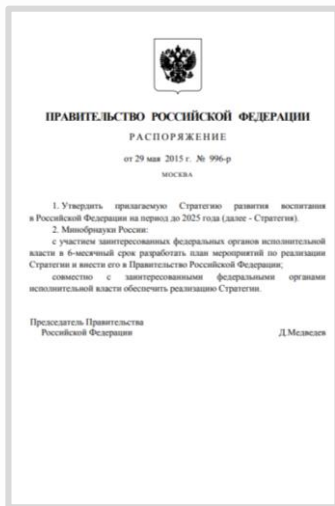 ПРАВИТЕЛЬСТВО РОССИЙСКОЙ ФЕДЕРАЦИИ
РАСПОРЯЖЕНИЕ
от 29 мая 2015 г. № 996-р
МОСКВА
1. Утвердить прилагаемую Стратегию развития воспитания
в Российской Федерации на период до 2025 года (далее - Стратегия).
2. Минобрнауки России:
с участием заинтересованных федеральных органов исполнительной
власти в 6-месячный срок разработать план мероприятий по реализации
Стратегии и внести его в Правительство Российской Федерации;
совместно с заинтересованными федеральными органами
исполнительной власти обеспечить реализацию Стратегии.
Председатель Правительства
Российской Федерации Д.Медведев